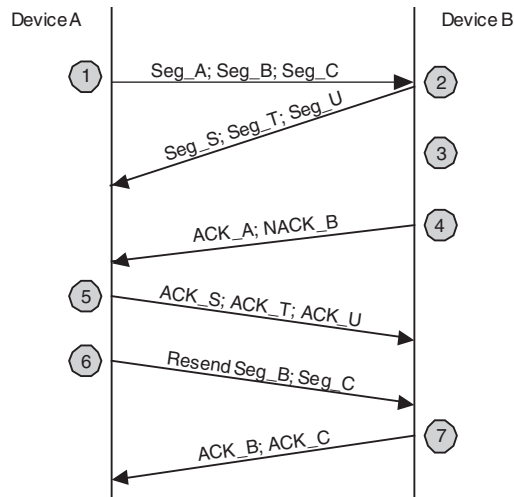 Device A
Device B
1
Seg_A; Seg_B; Seg_C
2
Seg_S; Seg_T; Seg_U
3
ACK_A; NACK_B
4
5
ACK_S; ACK_T; ACK_U
6
Resend Seg_B; Seg_C
7
ACK_B; ACK_C